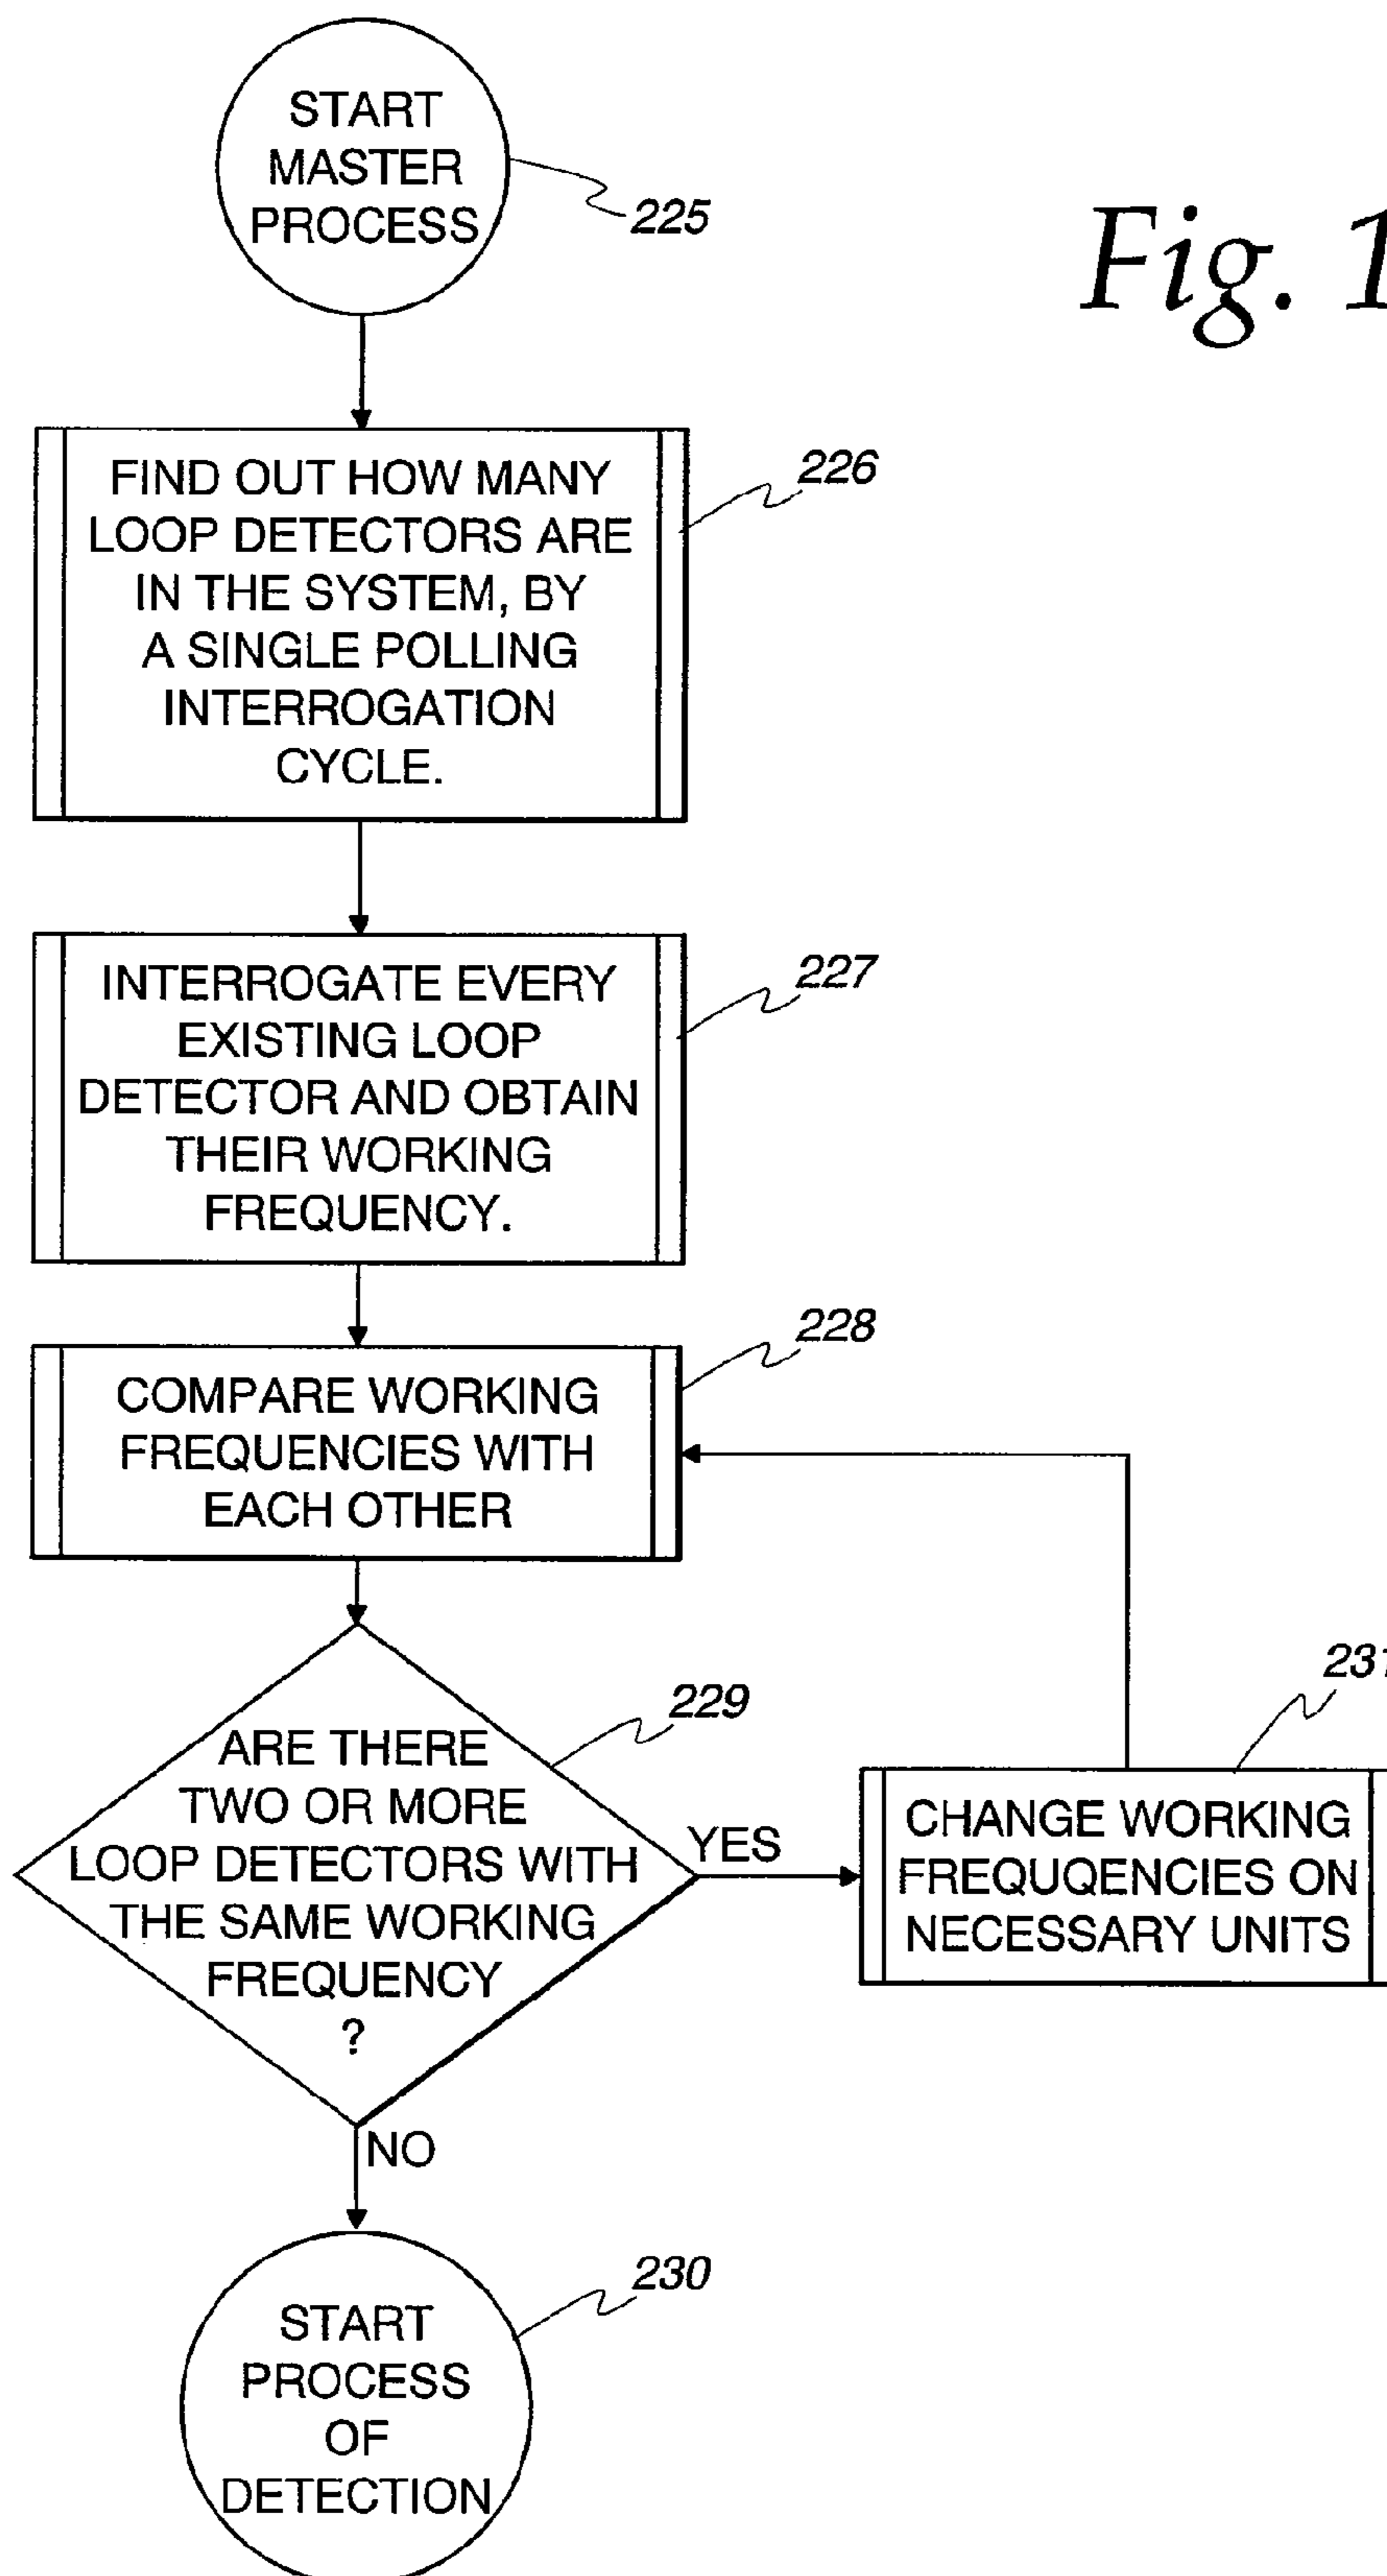 START
MASTER
PROCESS
225
Fig. 1
FIND OUT HOW MANY
LOOP DETECTORS ARE
IN THE SYSTEM, BY
A SINGLE POLLING
INTERROGATION
CYCLE.
226
INTERROGATE EVERY
EXISTING LOOP
DETECTOR AND OBTAIN
THEIR WORKING
FREQUENCY.
227
COMPARE WORKING
FREQUENCIES WITH
EACH OTHER
228
ARE THERE
TWO OR MORE
LOOP DETECTORS WITH
THE SAME WORKING
FREQUENCY
?
229
YES
231
CHANGE WORKING
FREQUQENCIES ON
NECESSARY UNITS
NO
START
PROCESS
OF
DETECTION
230